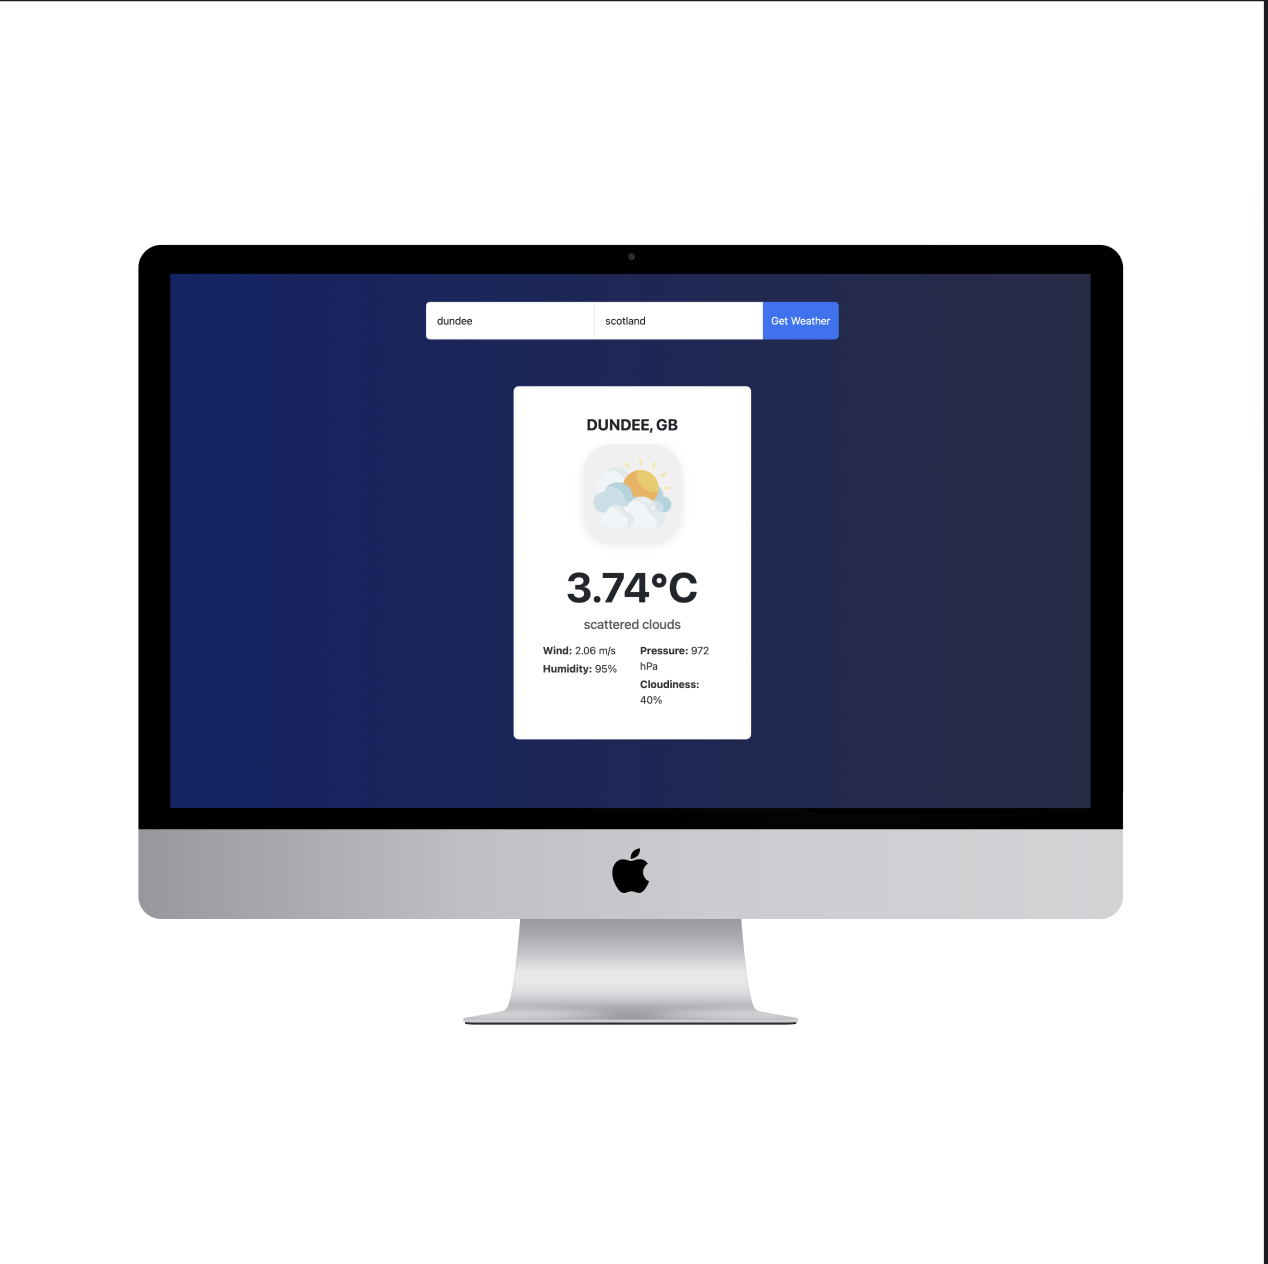 dundee
scotland
Get Weather
DUNDEE, GB
3.74°C
scattered clouds
Wind: 2.06 m/s
Humidity: 95%
Pressure: 972
hPa
Cloudiness:
40%